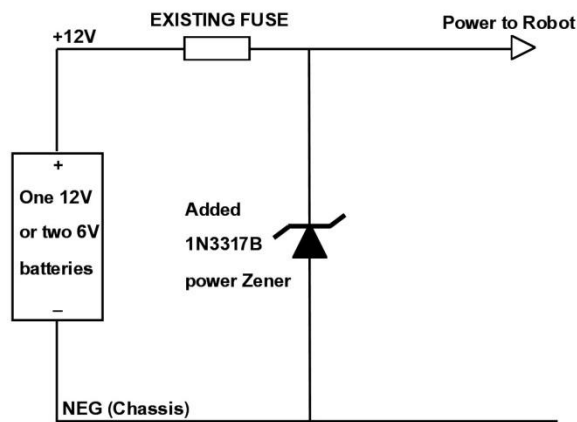 EXISTING FUSE
Power to Robot
+12V
+
One 12V
or two 6V
batteries
–
Added
1N3317B
power Zener
NEG (Chassis)